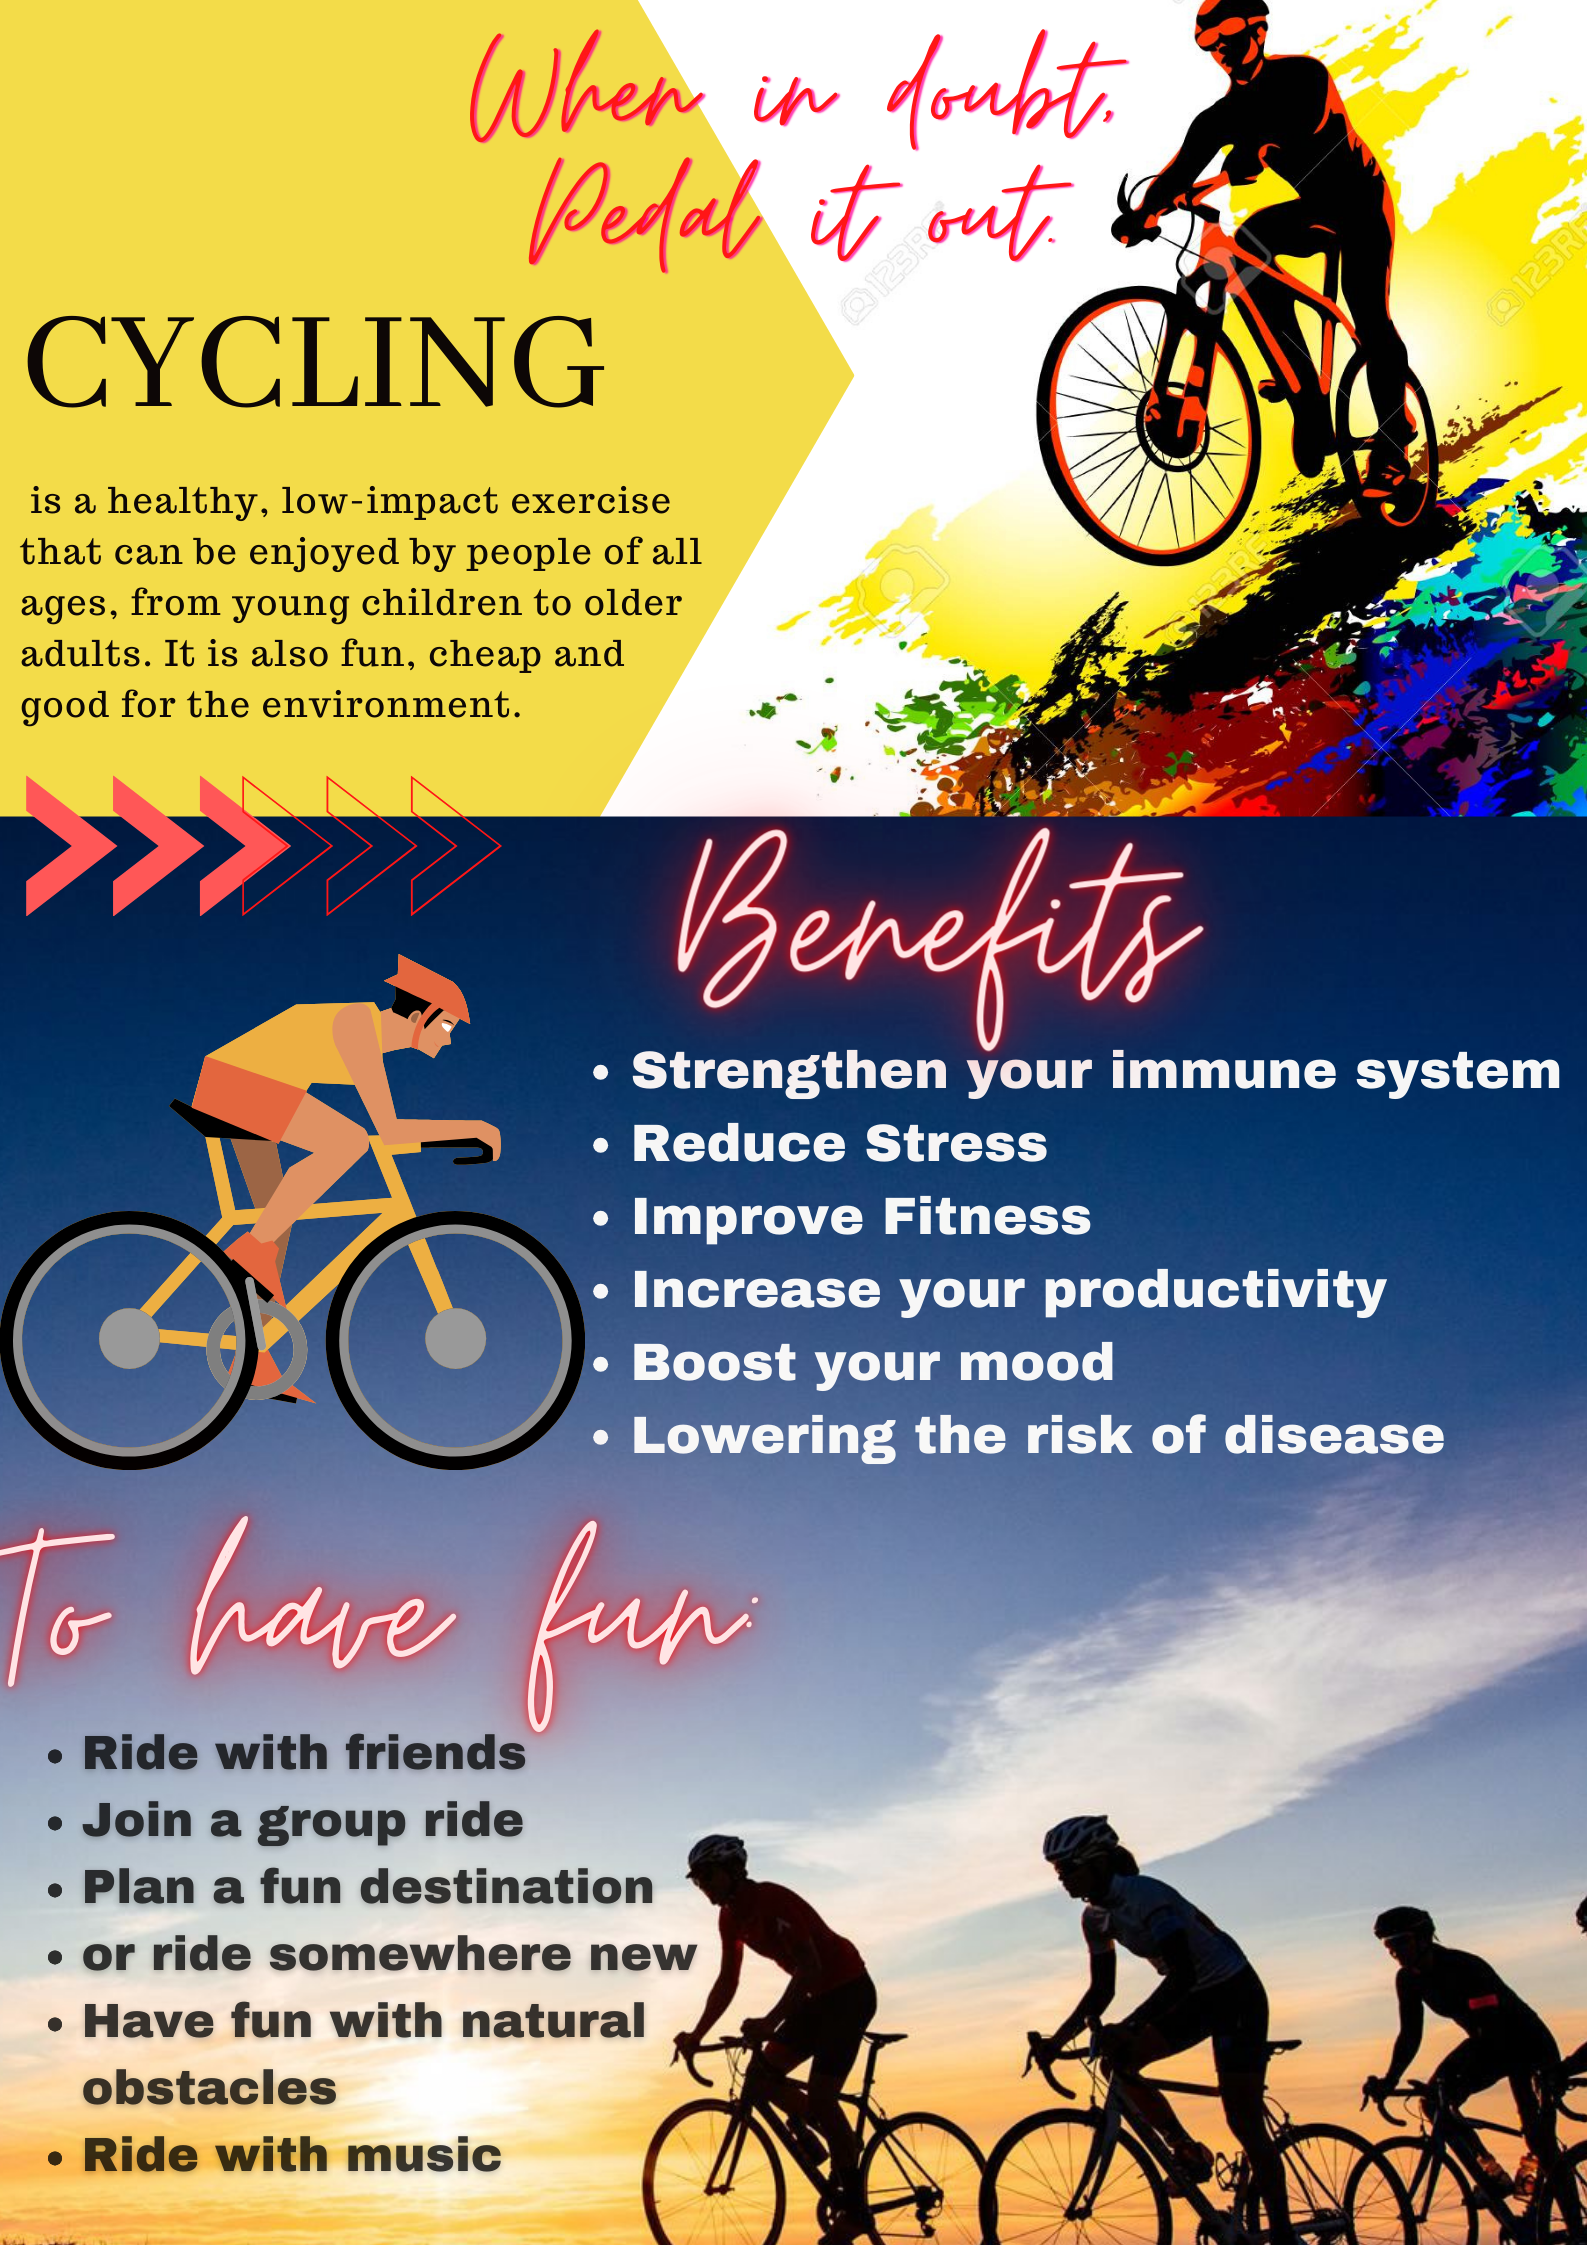 When in doubt,
Pedal it out.
CYCLING
is a healthy, low-impact exercise
that can be enjoyed by people of all
ages, from young children to older
adults. It is also fun, cheap and
good for the environment.
Benefits
• Strengthen your immune system
• Reduce Stress
• Improve Fitness
• Increase your productivity
• Boost your mood
• Lowering the risk of disease
To have fun:
• Ride with friends
• Join a group ride
• Plan a fun destination
• or ride somewhere new
• Have fun with natural
obstacles
• Ride with music